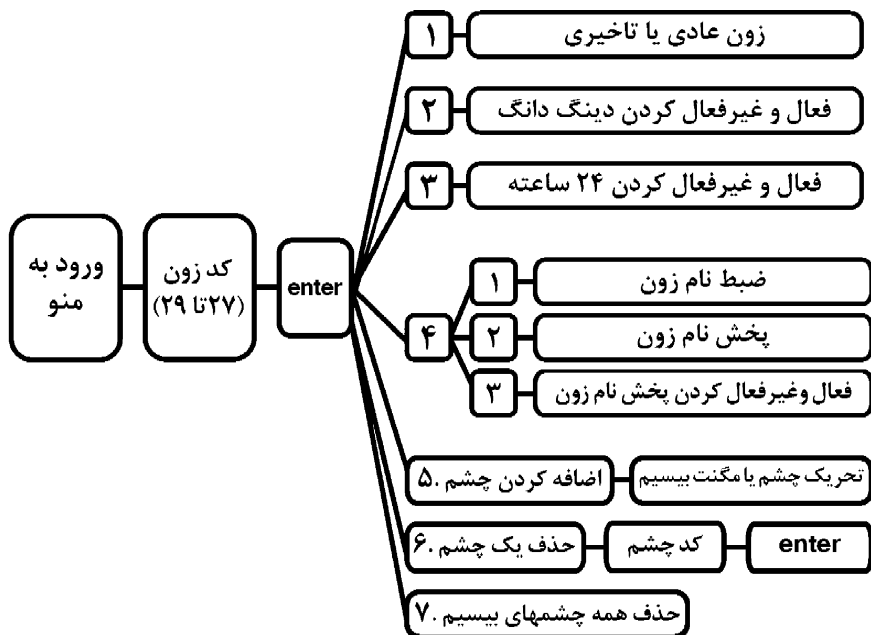 ورود به
منو
کد زون
(۲۷ تا ۲۹)
enter
۱
زون عادی یا تاخیری
۲
فعال و غیرفعال کردن دینگ دانگ
۳
فعال و غیرفعال کردن ۲۴ ساعته
۴
۱
ضبط نام زون
۲
پخش نام زون
۳
فعال وغیرفعال کردن پخش نام زون
۵. اضافه کردن چشم
تحریک چشم یا مگنت بیسیم
۶. حذف یک چشم
کد چشم
enter
۷. حذف همه چشمهای بیسیم